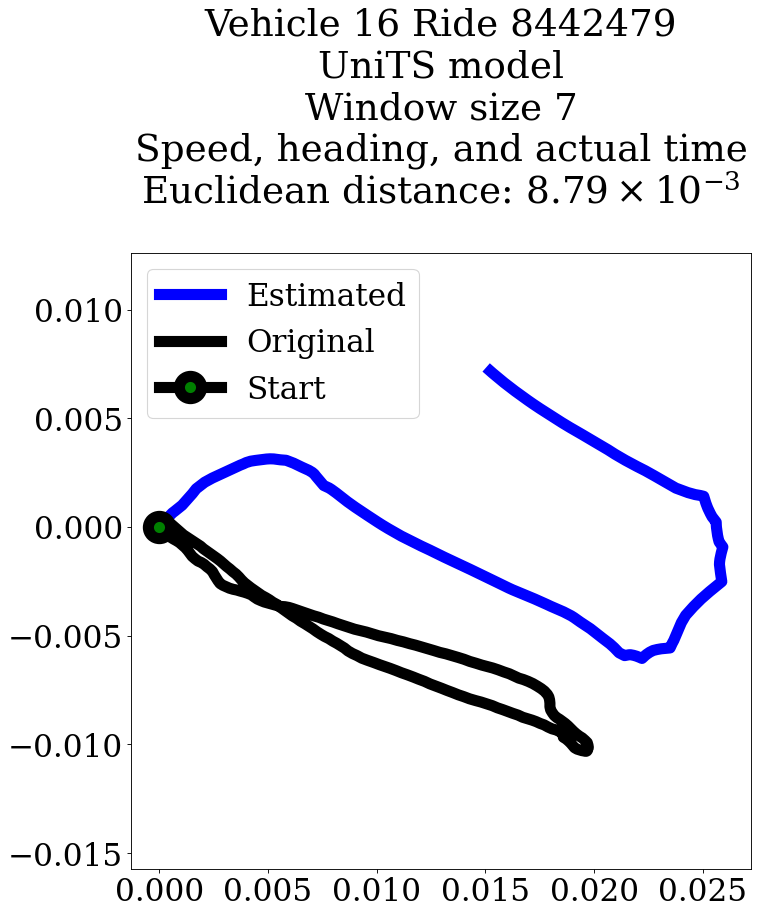 Vehicle 16 Ride 8442479
UniTS model
Window size 7
Speed, heading, and actual time
Euclidean distance: $8.79 \times 10^{-3}$
Estimated
Original
Start
0.010
0.005
0.000
−0.005
−0.010
−0.015
0.000 0.005 0.010 0.015 0.020 0.025